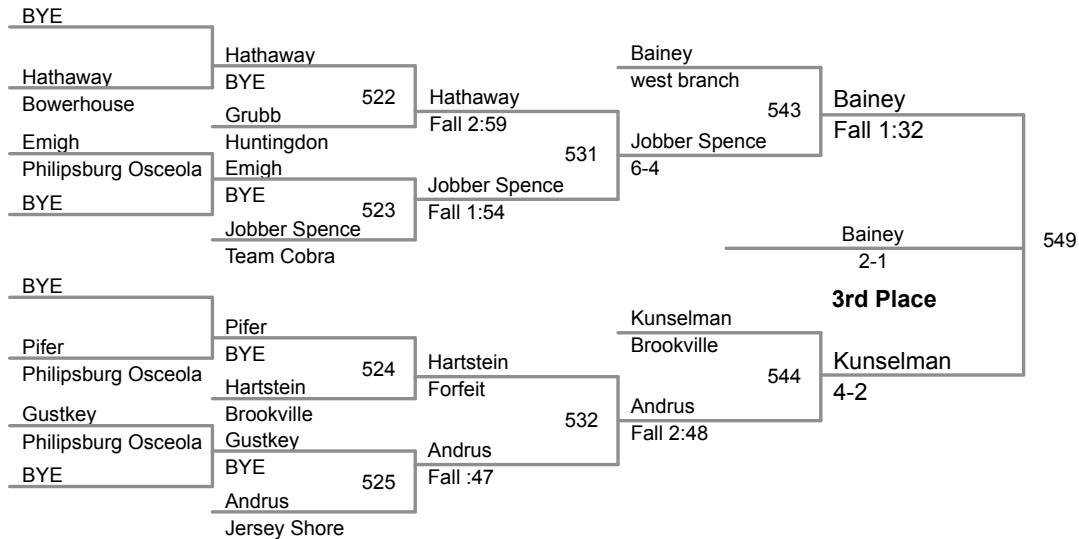 BYE
Hathaway
Bowerhouse
Emigh
Philipsburg Osceola
BYE
Hathaway
BYE
522
Grubb
Huntingdon
Emigh
BYE
523
Jobber Spence
Team Cobra
Hathaway
Fall 2:59
531
Jobber Spence
Fall 1:54
Bainey
west branch
543
Jobber Spence
6-4
Bainey
Fall 1:32
Bainey
2-1
3rd Place
549
BYE
Pifer
Philipsburg Osceola
Gustkey
Philipsburg Osceola
BYE
Pifer
BYE
524
Hartstein
Brookville
Gustkey
BYE
525
Andrus
Jersey Shore
Hartstein
Forfeit
532
Andrus
Fall :47
Kunselman
Brookville
544
Andrus
Fall 2:48
Kunselman
4-2